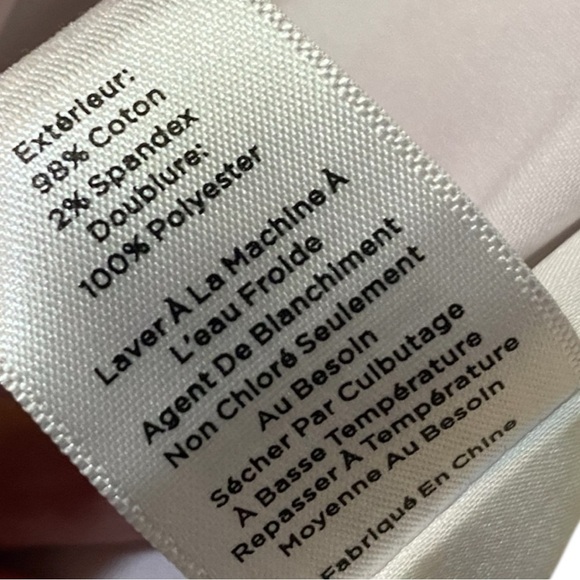 Extérieur:
98% Coton
2% Spandex
Doublure:
100% Polyester
Laver À La Machine À
L'eau Froide
Agent De Blanchiment
Non Chloré Seulement
Au Besoin
Sécher Par Culbutage
À Basse Température
Repasser À Température
Moyenne Au Besoin
Fabriqué En Chine